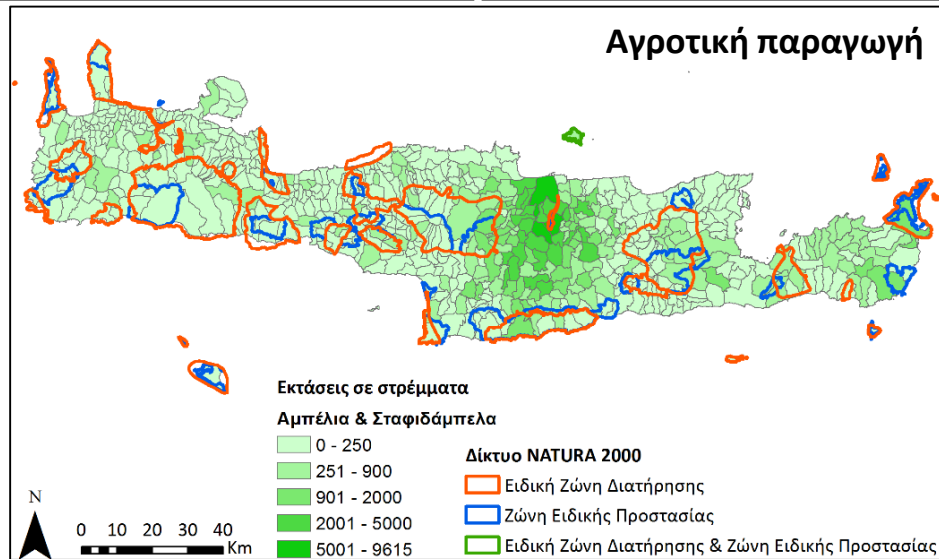 Αγροτική παραγωγή
Εκτάσεις σε στρέμματα
Αμπέλια & Σταφιδάμπελα
0 - 250
251 - 900
901 - 2000
2001 - 5000
5001 - 9615
Δίκτυο NATURA 2000
Ειδική Ζώνη Διατήρησης
Ζώνη Ειδικής Προστασίας
Ειδική Ζώνη Διατήρησης & Ζώνη Ειδικής Προστασίας
N
0 10 20 30 40
Km